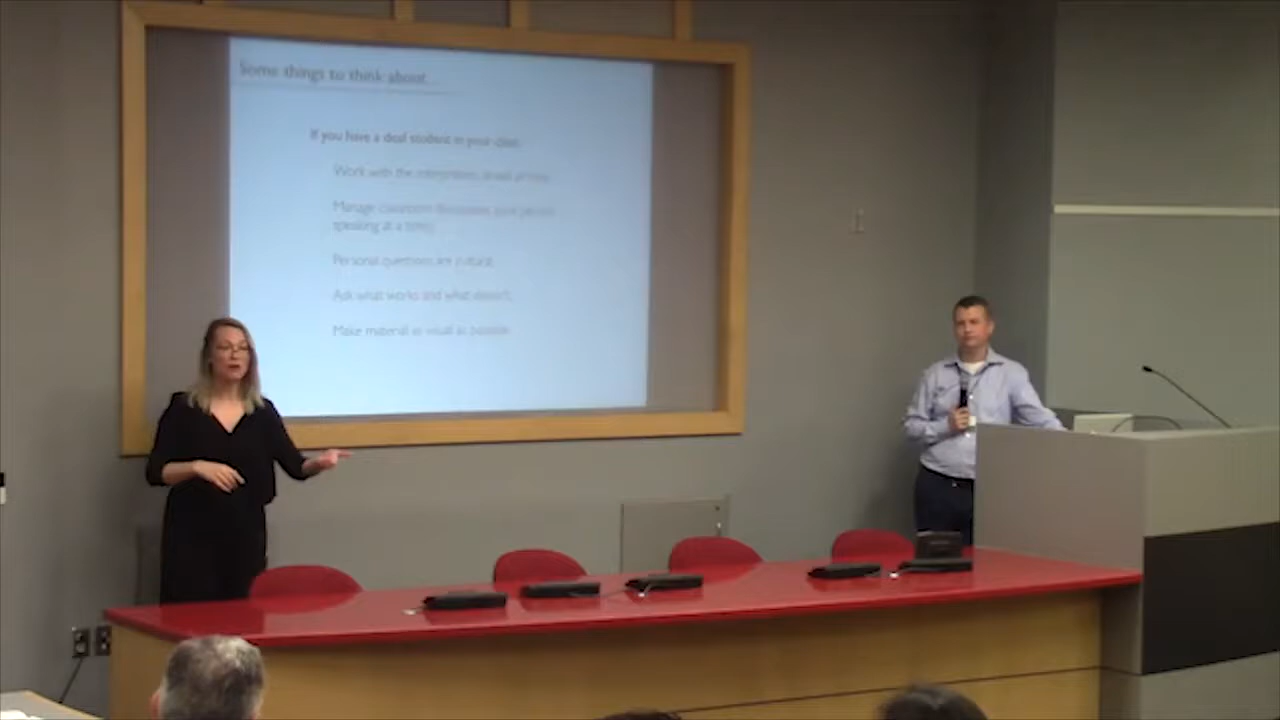 Some things to think about...
If you have a deaf student in your class:
Work with the interpreters,
Manage classroom discussions (one person
speaking at a time)
Personal questions are
Ask what works and what doesn't
Make material as visual as possible